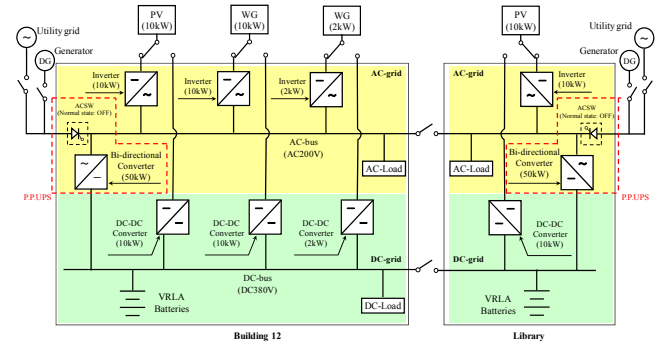 PV
(10kW)
WG
(10kW)
WG
(2kW)
PV
(10kW)
Utility grid
Generator
DG
Utility grid
Generator
DG
Inverter
(10kW)
Inverter
(10kW)
Inverter
(2kW)
AC-grid
AC-grid
Inverter
(10kW)
ACSW
(Normal state: OFF)
ACSW
(Normal state: OFF)
AC-bus
(AC200V)
Bi-directional
Converter
(50kW)
AC-Load
AC-Load
Bi-directional
Converter
(50kW)
P.P.UPS
P.P.UPS
DC-DC
Converter
(10kW)
DC-DC
Converter
(10kW)
DC-DC
Converter
(2kW)
DC-DC
Converter
(10kW)
DC-grid
DC-grid
DC-bus
(DC380V)
VRLA
Batteries
DC-Load
VRLA
Batteries
Building 12
Library